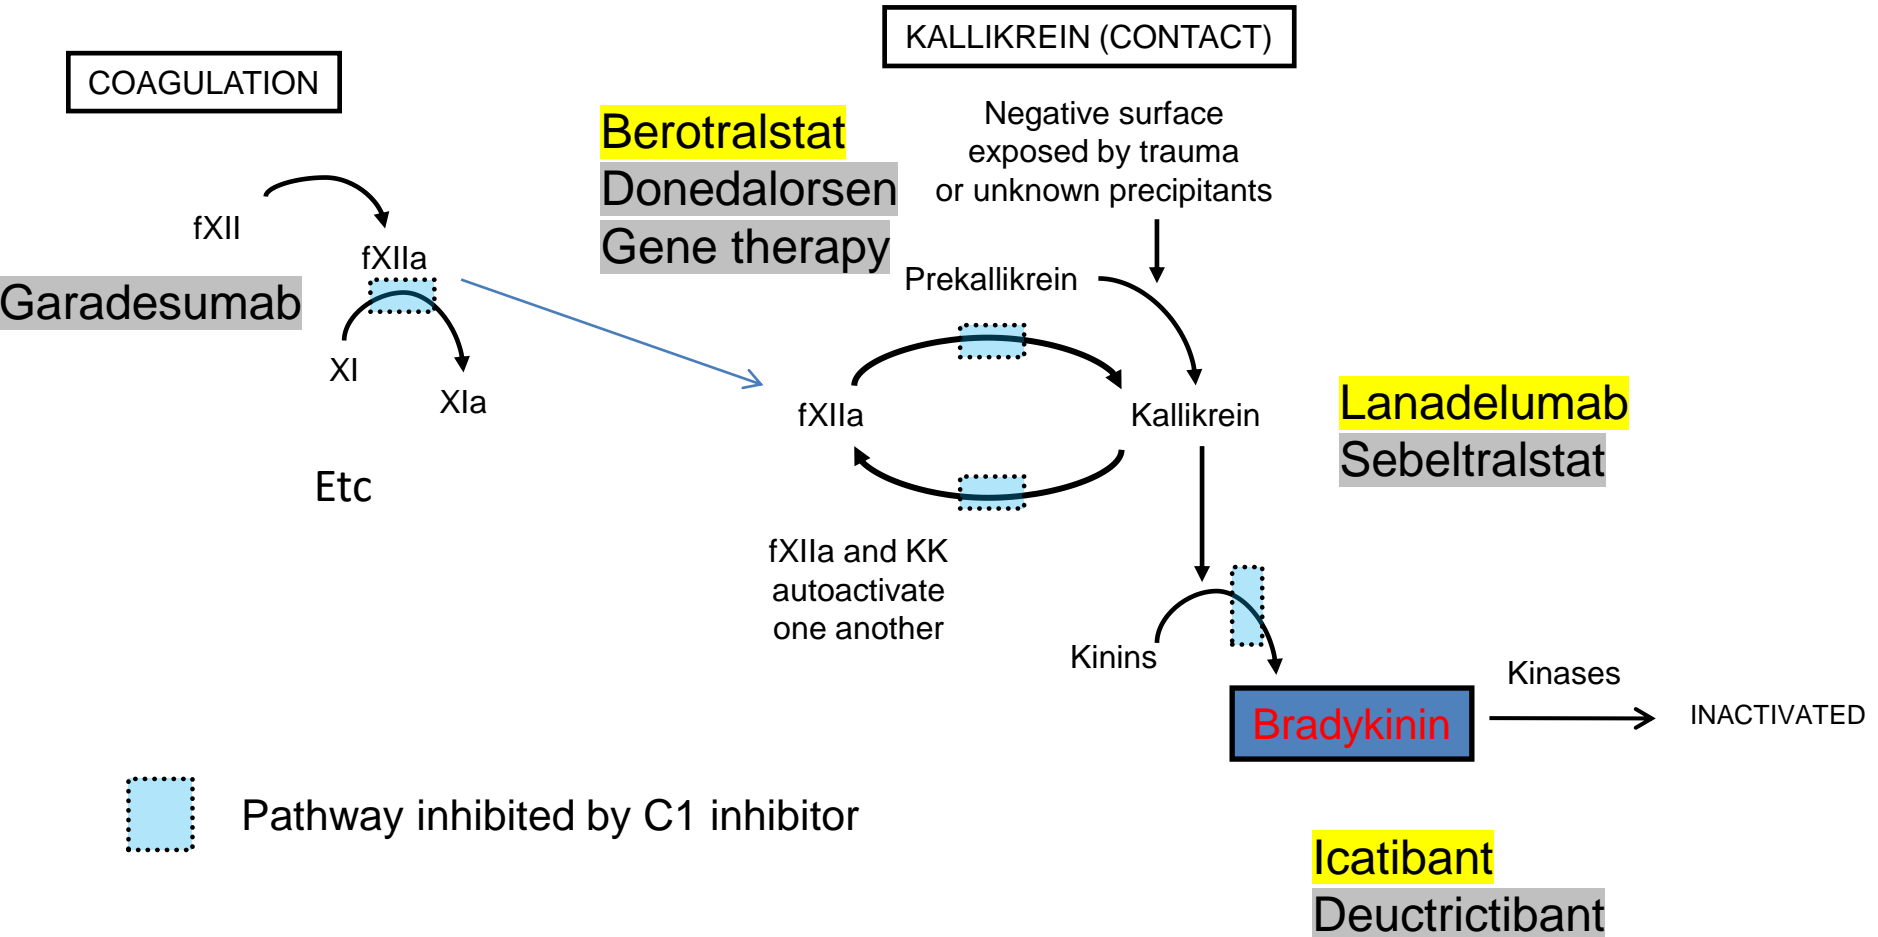 KALLIKREIN (CONTACT)
COAGULATION
Berotralstat
Donedalorsen
Gene therapy
Negative surface
exposed by trauma
or unknown precipitants
fXII
fXIIa
Garadesumab
Prekallikrein
XI
XIa
fXIIa
Kallikrein
Lanadelumab
Sebeltralstat
Etc
fXIIa and KK
autoactivate
one another
Kinins
Kinases
Bradykinin
INACTIVATED
Pathway inhibited by C1 inhibitor
Icatibant
Deuctrictibant